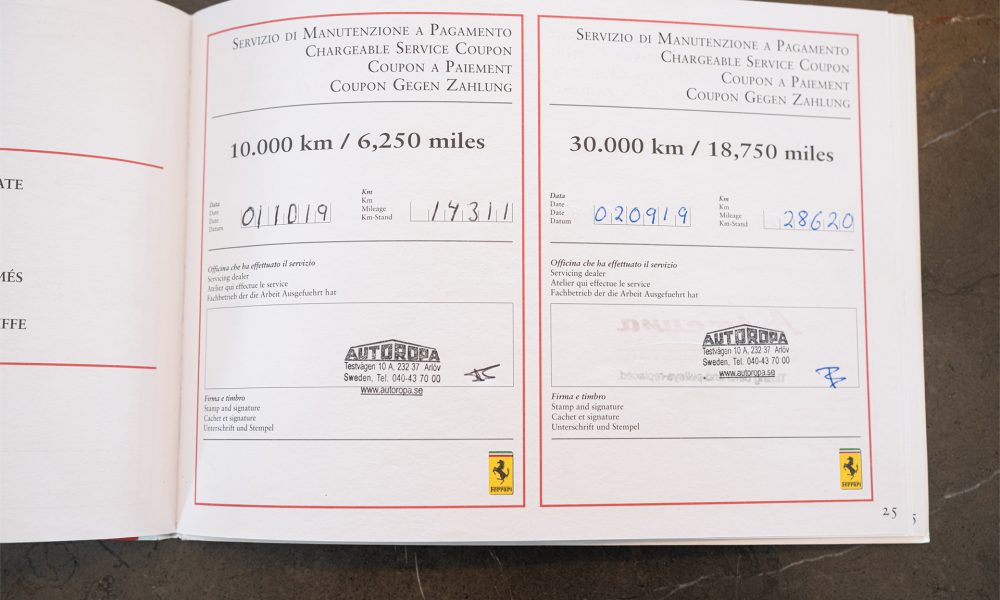 ATE
MÉS
IFFE
SERVIZIO DI MANUTENZIONE A PAGAMENTO
CHARGEABLE SERVICE COUPON
COUPON A PAIEMENT
COUPON GEGEN ZAHLUNG
10.000 km / 6,250 miles
Data
Date
Date
Datum
011019
Km
Km
Mileage
Km-Stand
14311
Officina che ha effettuato il servizio
Servicing dealer
Atelier qui effectue le service
Fachbetrieb der die Arbeit Ausgefuehrt hat
AUTOROPA
Testvägen 10 A, 232 37 Arlöv
Sweden, Tel. 040-43 70 00
www.autoropa.se
Firma e timbro
Stamp and signature
Cachet et signature
Unterschrift und Stempel
Ferrari
SERVIZIO DI MANUTENZIONE A PAGAMENTO
CHARGEABLE SERVICE COUPON
COUPON A PAIEMENT
COUPON GEGEN ZAHLUNG
30.000 km / 18,750 miles
Data
Date
Date
Datum
020919
Km
Km
Mileage
Km-Stand
28620
Officina che ha effettuato il servizio
Servicing dealer
Atelier qui effectue le service
Fachbetrieb der die Arbeit Ausgefuehrt hat
AUTOROPA
Testvägen 10 A, 232 37 Arlöv
Sweden, Tel. 040-43 70 00
www.autoropa.se
Firma e timbro
Stamp and signature
Cachet et signature
Unterschrift und Stempel
Ferrari
25
5